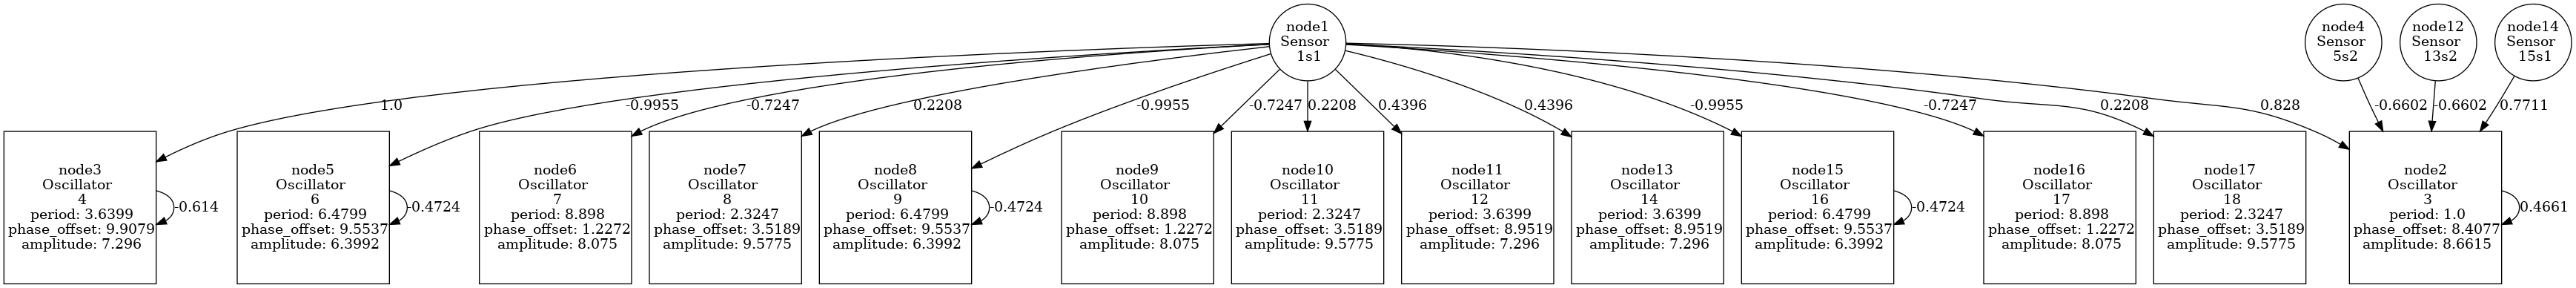 node1
Sensor
1s1
node4
Sensor
5s2
node12
Sensor
13s2
node14
Sensor
15s1
1.0
-0.9955
-0.7247
0.2208
-0.9955
-0.7247
0.2208
0.4396
0.4396
-0.9955
-0.7247
0.2208
0.828
-0.6602
-0.6602
0.7711
node3
Oscillator
4
period: 3.6399
phase_offset: 9.9079
amplitude: 7.296
-0.614
node5
Oscillator
6
period: 6.4799
phase_offset: 9.5537
amplitude: 6.3992
-0.4724
node6
Oscillator
7
period: 8.898
phase_offset: 1.2272
amplitude: 8.075
node7
Oscillator
8
period: 2.3247
phase_offset: 3.5189
amplitude: 9.5775
node8
Oscillator
9
period: 6.4799
phase_offset: 9.5537
amplitude: 6.3992
-0.4724
node9
Oscillator
10
period: 8.898
phase_offset: 1.2272
amplitude: 8.075
node10
Oscillator
11
period: 2.3247
phase_offset: 3.5189
amplitude: 9.5775
node11
Oscillator
12
period: 3.6399
phase_offset: 8.9519
amplitude: 7.296
node13
Oscillator
14
period: 3.6399
phase_offset: 8.9519
amplitude: 7.296
node15
Oscillator
16
period: 6.4799
phase_offset: 9.5537
amplitude: 6.3992
-0.4724
node16
Oscillator
17
period: 8.898
phase_offset: 1.2272
amplitude: 8.075
node17
Oscillator
18
period: 2.3247
phase_offset: 3.5189
amplitude: 9.5775
node2
Oscillator
3
period: 1.0
phase_offset: 8.4077
amplitude: 8.6615
0.4661